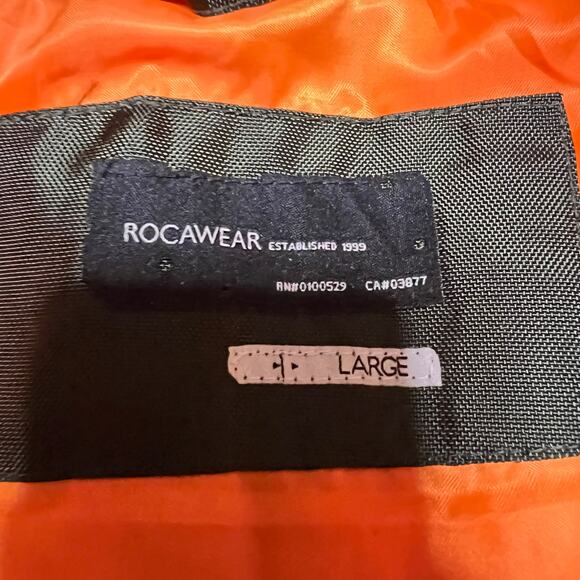 ROCAWEAR ESTABLISHED 1999
RN#0100529 CA#03877
LARGE